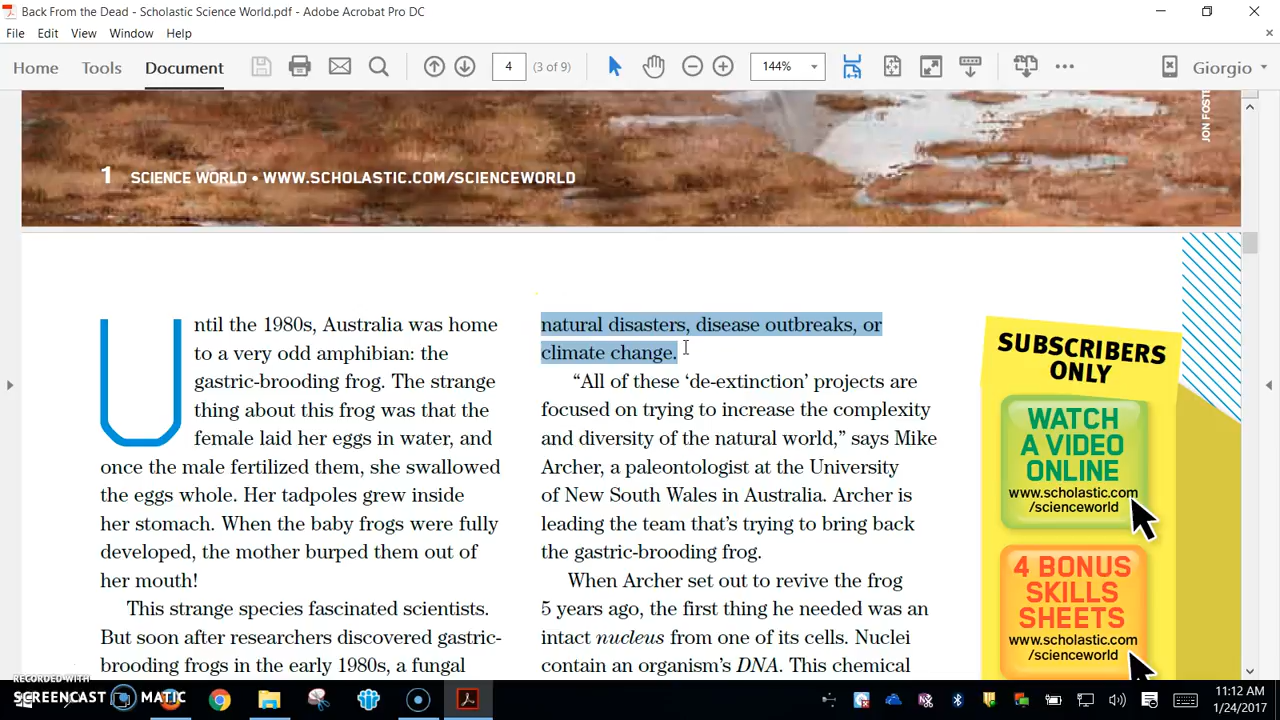 Back From the Dead - Scholastic Science World.pdf - Adobe Acrobat Pro DC
File Edit View Window Help
Home Tools Document 4 (3 of 9) 144% Giorgio
JON FOST
1 SCIENCE WORLD • WWW.SCHOLASTIC.COM/SCIENCEWORLD
Until the 1980s, Australia was home
to a very odd amphibian: the
gastric-brooding frog. The strange
thing about this frog was that the
female laid her eggs in water, and
once the male fertilized them, she swallowed
the eggs whole. Her tadpoles grew inside
her stomach. When the baby frogs were fully
developed, the mother burped them out of
her mouth!
This strange species fascinated scientists.
But soon after researchers discovered gastric-
brooding frogs in the early 1980s, a fungal
natural disasters, disease outbreaks, or
climate change.
“All of these ‘de-extinction’ projects are
focused on trying to increase the complexity
and diversity of the natural world,” says Mike
Archer, a paleontologist at the University
of New South Wales in Australia. Archer is
leading the team that’s trying to bring back
the gastric-brooding frog.
When Archer set out to revive the frog
5 years ago, the first thing he needed was an
intact nucleus from one of its cells. Nuclei
contain an organism’s DNA. This chemical
SUBSCRIBERS
ONLY
WATCH
A VIDEO
ONLINE
www.scholastic.com
/scienceworld
4 BONUS
SKILLS
SHEETS
www.scholastic.com
/scienceworld
RECORDED WITH
SCREENCAST MATIC
11:12 AM
1/24/2017